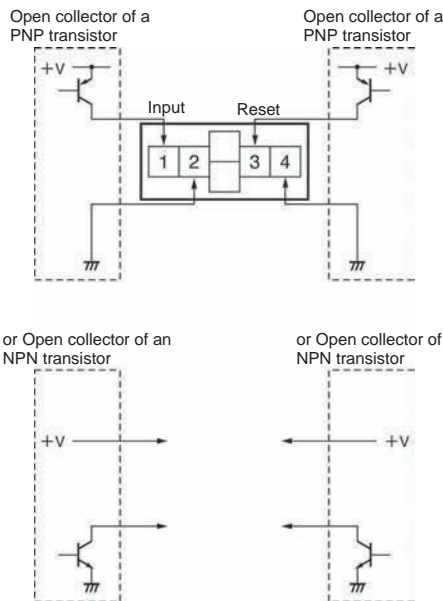 Open collector of a
PNP transistor
Open collector of a
PNP transistor
+V
+V
Input
Reset
1 2 3 4
or Open collector of an
NPN transistor
or Open collector of
NPN transistor
+V
+V